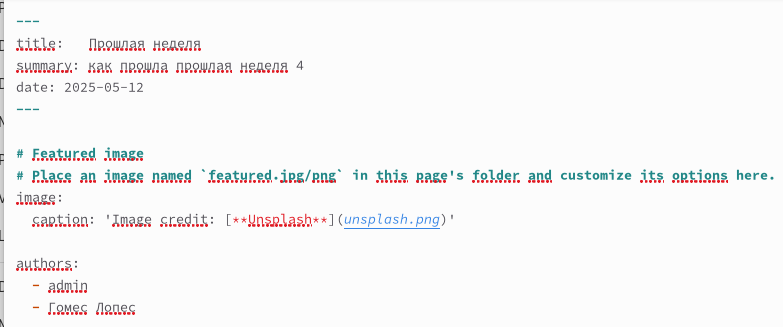 ---
title:   Прошлая неделя
summary: как прошла прошлая неделя 4
date: 2025-05-12
---
# Featured image
# Place an image named `featured.jpg/png` in this page's folder and customize its options here.
image:
  caption: 'Image credit: [**Unsplash**](unsplash.png)'
authors:
  - admin
  - Гомес Лопес